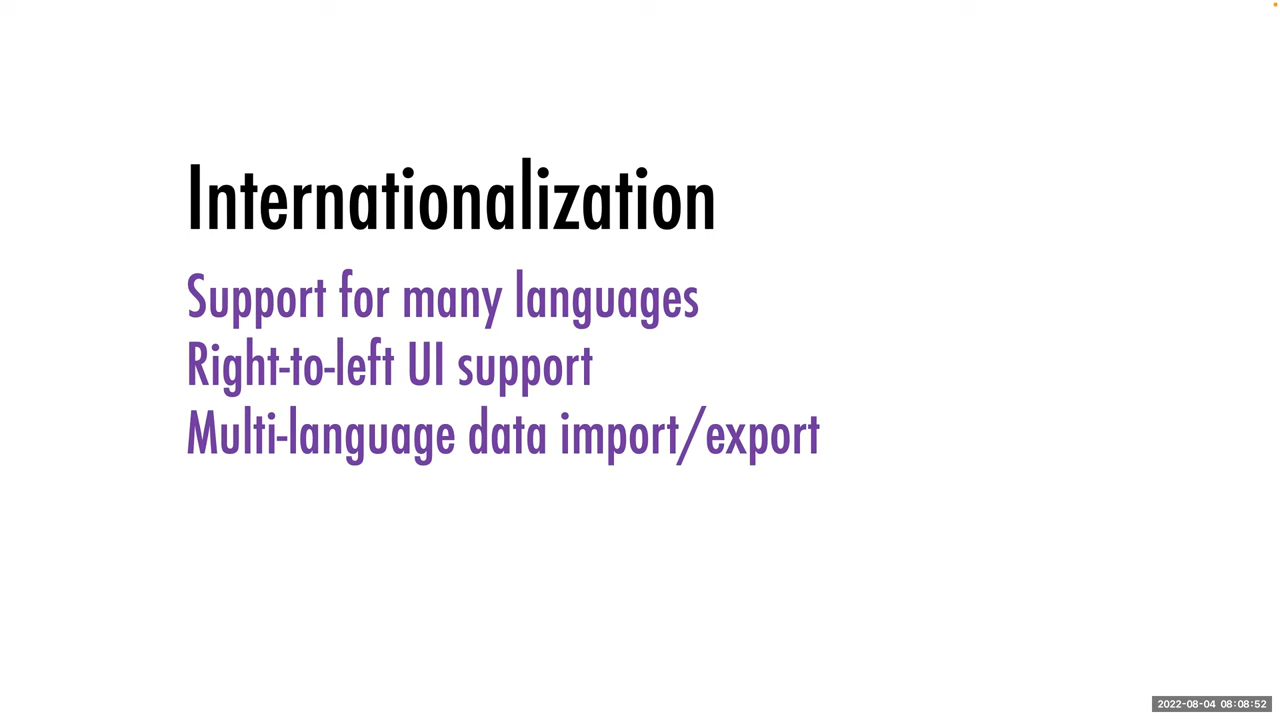 Internationalization
Support for many languages
Right-to-left UI support
Multi-language data import/export
2022-08-04 08:08:52